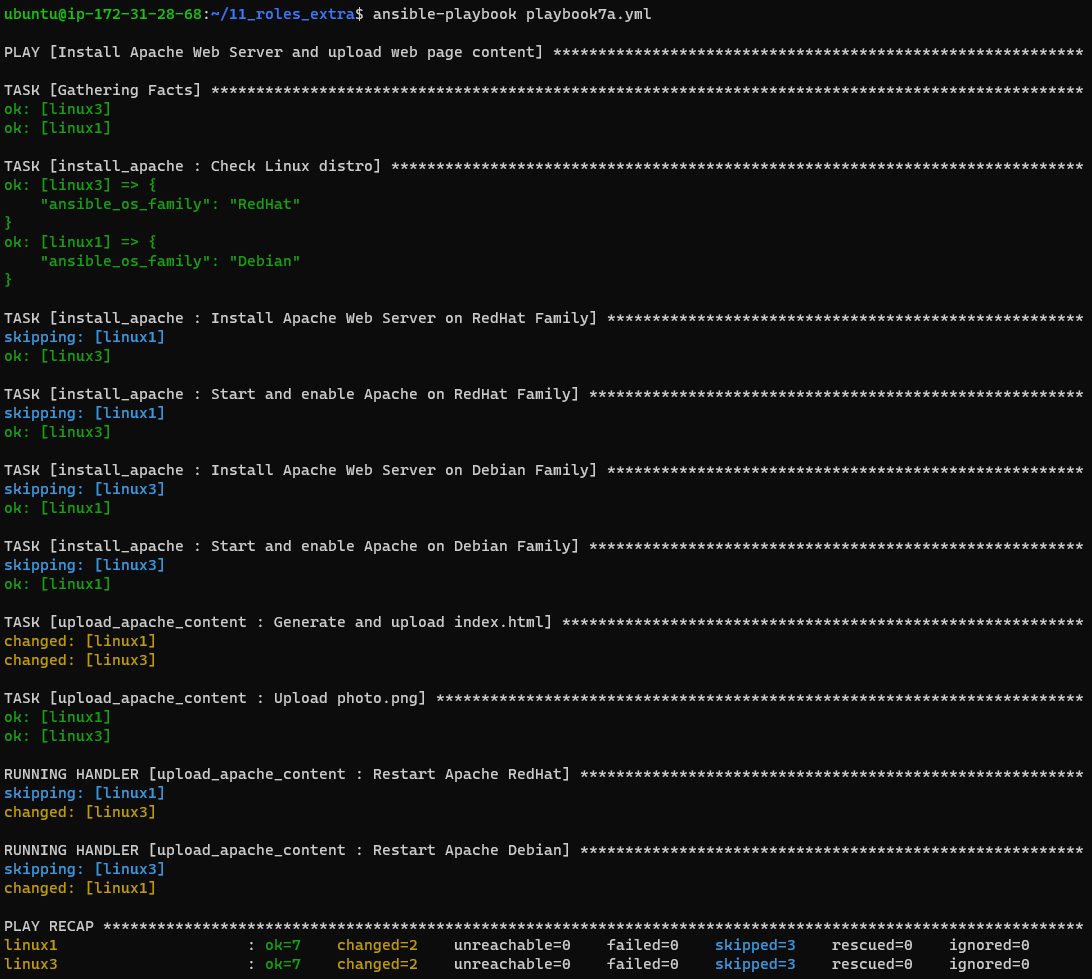 ubuntu@ip-172-31-28-68:~/11_roles_extra$ ansible-playbook playbook7a.yml
PLAY [Install Apache Web Server and upload web page content] ***********************************************************
TASK [Gathering Facts] *************************************************************************************************
ok: [linux3]
ok: [linux1]
TASK [install_apache : Check Linux distro] *****************************************************************************
ok: [linux3] => {
    "ansible_os_family": "RedHat"
}
ok: [linux1] => {
    "ansible_os_family": "Debian"
}
TASK [install_apache : Install Apache Web Server on RedHat Family] *****************************************************
skipping: [linux1]
ok: [linux3]
TASK [install_apache : Start and enable Apache on RedHat Family] *******************************************************
skipping: [linux1]
ok: [linux3]
TASK [install_apache : Install Apache Web Server on Debian Family] *****************************************************
skipping: [linux3]
ok: [linux1]
TASK [install_apache : Start and enable Apache on Debian Family] *******************************************************
skipping: [linux3]
ok: [linux1]
TASK [upload_apache_content : Generate and upload index.html] **********************************************************
changed: [linux1]
changed: [linux3]
TASK [upload_apache_content : Upload photo.png] ************************************************************************
ok: [linux1]
ok: [linux3]
RUNNING HANDLER [upload_apache_content : Restart Apache RedHat] ********************************************************
skipping: [linux1]
changed: [linux3]
RUNNING HANDLER [upload_apache_content : Restart Apache Debian] ********************************************************
skipping: [linux3]
changed: [linux1]
PLAY RECAP *************************************************************************************************************
linux1                     : ok=7    changed=2    unreachable=0    failed=0    skipped=3    rescued=0    ignored=0
linux3                     : ok=7    changed=2    unreachable=0    failed=0    skipped=3    rescued=0    ignored=0